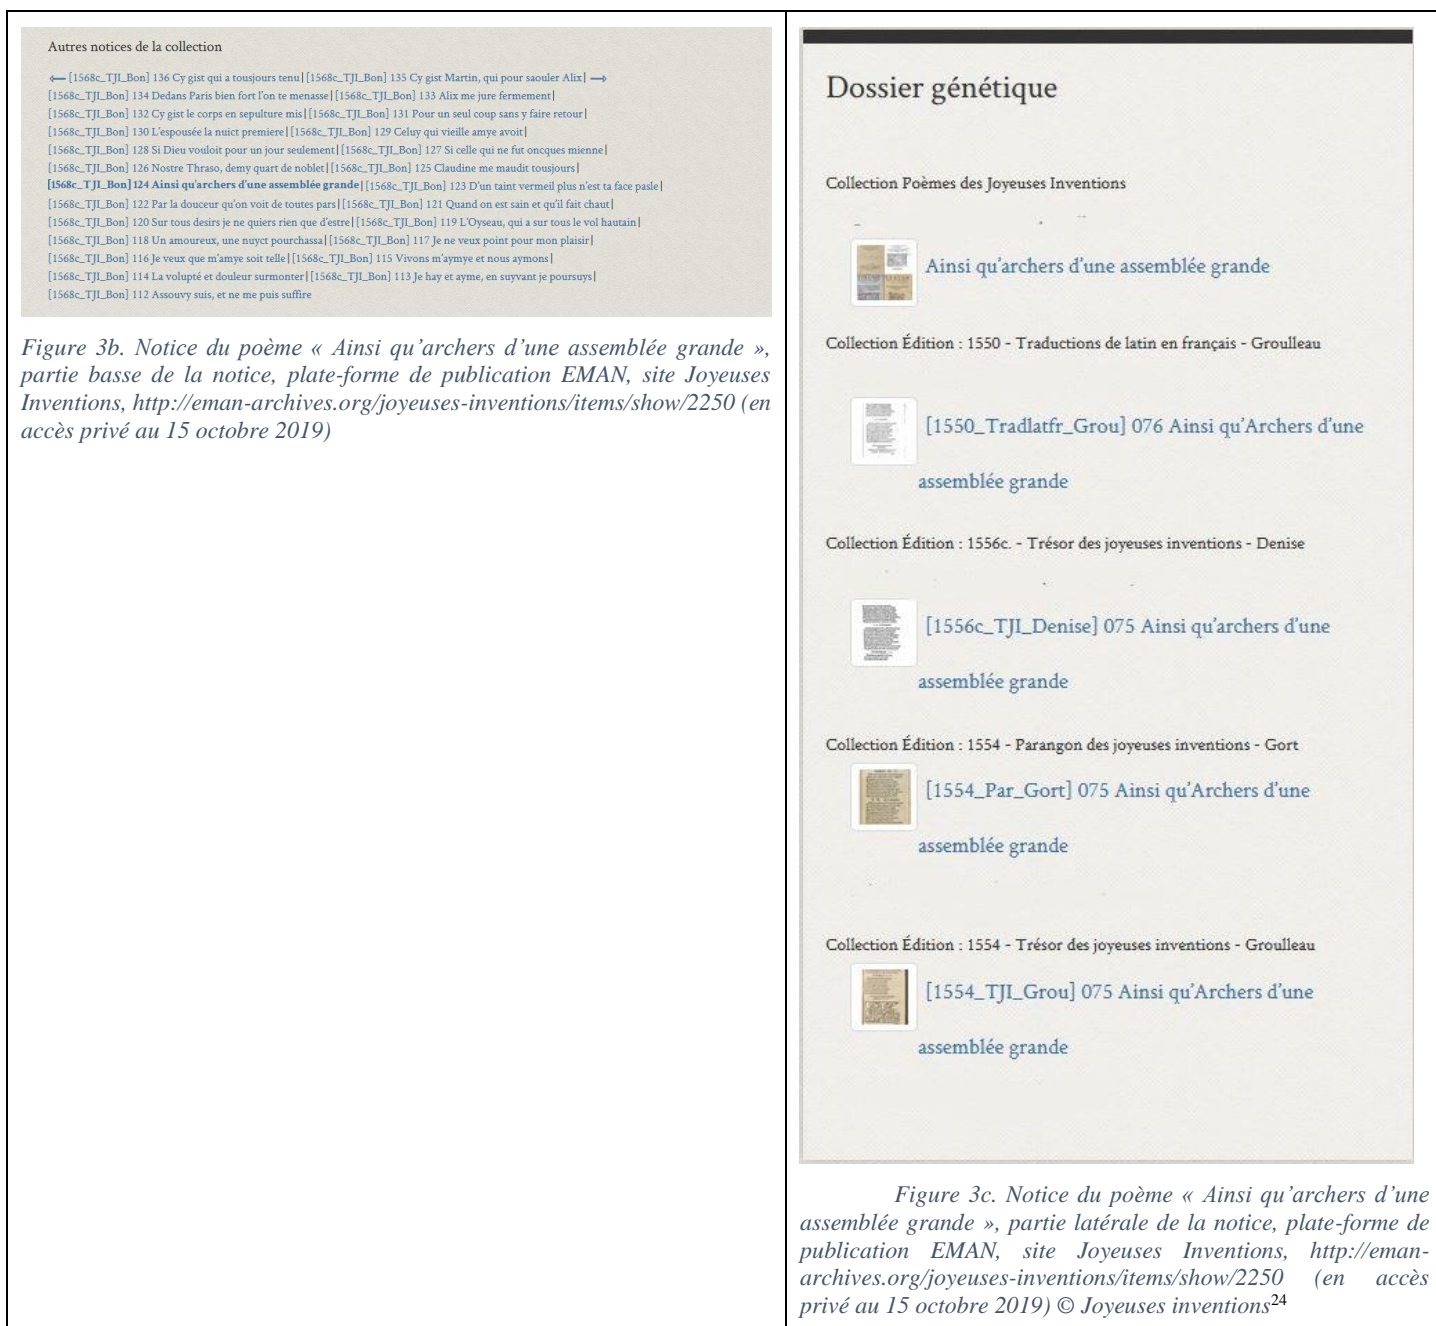 Autres notices de la collection
⟸ [1568c_TJI_Bon] 136 Cy gist qui a tousjours tenu | [1568c_TJI_Bon] 135 Cy gist Martin, qui pour saouler Alix | ⟹
[1568c_TJI_Bon] 134 Dedans Paris bien fort l'on te menasse | [1568c_TJI_Bon] 133 Alix me jure fermement |
[1568c_TJI_Bon] 132 Cy gist le corps en sepulture mis | [1568c_TJI_Bon] 131 Pour un seul coup sans y faire retour |
[1568c_TJI_Bon] 130 L'espousée la nuict premiere | [1568c_TJI_Bon] 129 Celuy qui vieille amye avoit |
[1568c_TJI_Bon] 128 Si Dieu vouloit pour un jour seulement | [1568c_TJI_Bon] 127 Si celle qui ne fut oncques mienne |
[1568c_TJI_Bon] 126 Nostre Thraso, demy quart de noblet | [1568c_TJI_Bon] 125 Claudine me maudit tousjours |
[1568c_TJI_Bon] 124 Ainsi qu'archers d'une assemblée grande | [1568c_TJI_Bon] 123 D'un taint vermeil plus n'est ta face pasle |
[1568c_TJI_Bon] 122 Par la douceur qu'on voit de toutes pars | [1568c_TJI_Bon] 121 Quand on est sain et qu'il fait chaut |
[1568c_TJI_Bon] 120 Sur tous desirs je ne quiers rien que d'estre | [1568c_TJI_Bon] 119 L'Oyseau, qui a sur tous le vol hautain |
[1568c_TJI_Bon] 118 Un amoureux, une nuyct pourchassa | [1568c_TJI_Bon] 117 Je ne veux point pour mon plaisir |
[1568c_TJI_Bon] 116 Je veux que m'amye soit telle | [1568c_TJI_Bon] 115 Vivons m'aymye et nous aymons |
[1568c_TJI_Bon] 114 La volupté et douleur surmonter | [1568c_TJI_Bon] 113 Je hay et ayme, en suyvant je poursuys |
[1568c_TJI_Bon] 112 Assouvy suis, et ne me puis suffire
Figure 3b. Notice du poème « Ainsi qu'archers d'une assemblée grande »,
partie basse de la notice, plate-forme de publication EMAN, site Joyeuses
Inventions, http://eman-archives.org/joyeuses-inventions/items/show/2250 (en
accès privé au 15 octobre 2019)
Dossier génétique
Collection Poèmes des Joyeuses Inventions
Ainsi qu'archers d'une assemblée grande
Collection Édition : 1550 - Traductions de latin en français - Groulleau
[1550_Tradlatfr_Grou] 076 Ainsi qu'Archers d'une
assemblée grande
Collection Édition : 1556c. - Trésor des joyeuses inventions - Denise
[1556c_TJI_Denise] 075 Ainsi qu'archers d'une
assemblée grande
Collection Édition : 1554 - Parangon des joyeuses inventions - Gort
[1554_Par_Gort] 075 Ainsi qu'Archers d'une
assemblée grande
Collection Édition : 1554 - Trésor des joyeuses inventions - Groulleau
[1554_TJI_Grou] 075 Ainsi qu'Archers d'une
assemblée grande
Figure 3c. Notice du poème « Ainsi qu'archers d'une
assemblée grande », partie latérale de la notice, plate-forme de
publication EMAN, site Joyeuses Inventions, http://eman-
archives.org/joyeuses-inventions/items/show/2250 (en accès
privé au 15 octobre 2019) © Joyeuses inventions24